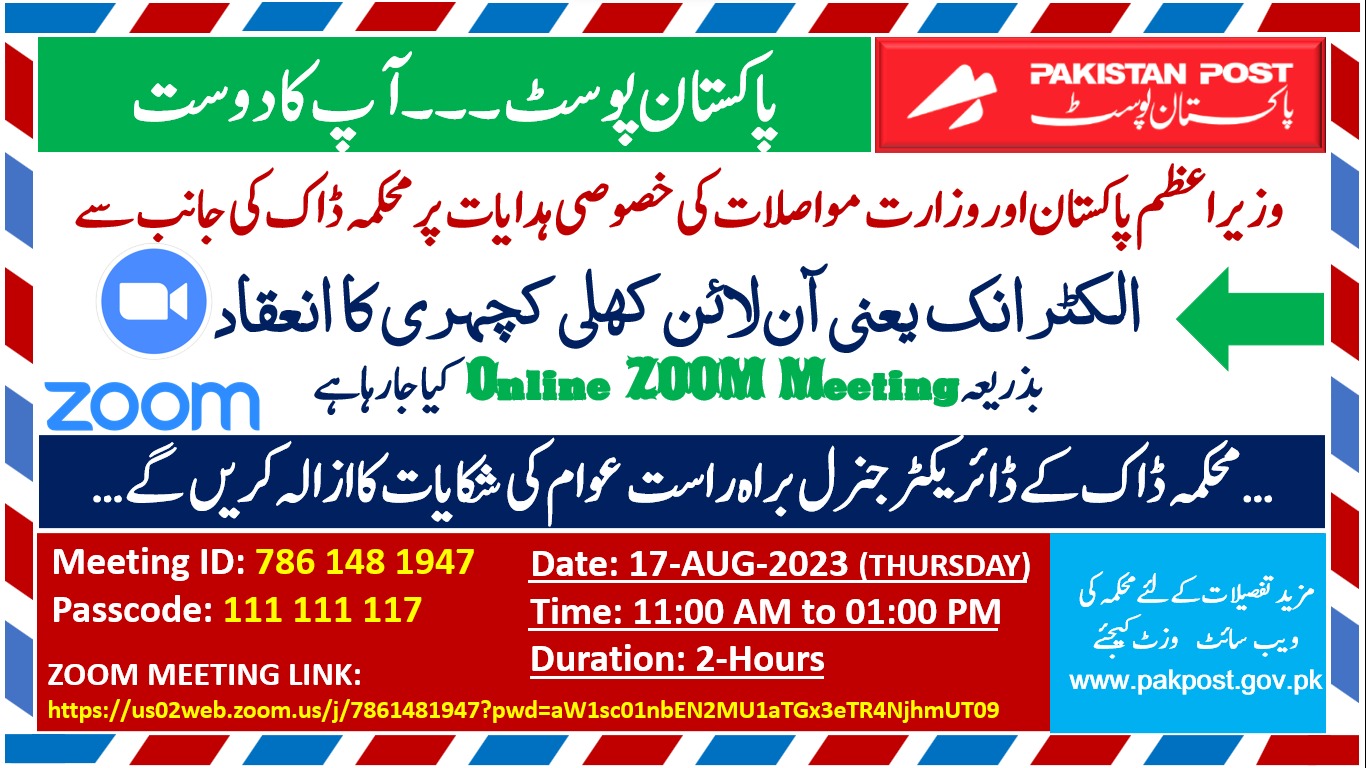 پاکستان پوسٹ۔۔۔آپ کا دوست
PAKISTAN POST
پاکستان پوسٹ
وزیراعظم پاکستان اور وزارت مواصلات کی خصوصی ہدایات پر محکمہ ڈاک کی جانب سے
الکٹرانک یعنی آن لائن کھلی کچہری کا انعقاد
بذریعہ Online ZOOM Meeting کیا جا رہا ہے
zoom
... محکمہ ڈاک کے ڈائریکٹر جنرل براہ راست عوام کی شکایات کا ازالہ کریں گے...
Meeting ID: 786 148 1947
Passcode: 111 111 117
ZOOM MEETING LINK:
https://us02web.zoom.us/j/7861481947?pwd=aW1sc01nbEN2MU1aTGx3eTR4NjhmUT09
Date: 17-AUG-2023 (THURSDAY)
Time: 11:00 AM to 01:00 PM
Duration: 2-Hours
مزید تفصیلات کے لئے محکمہ کی
ویب سائٹ وزٹ کیجئے
www.pakpost.gov.pk